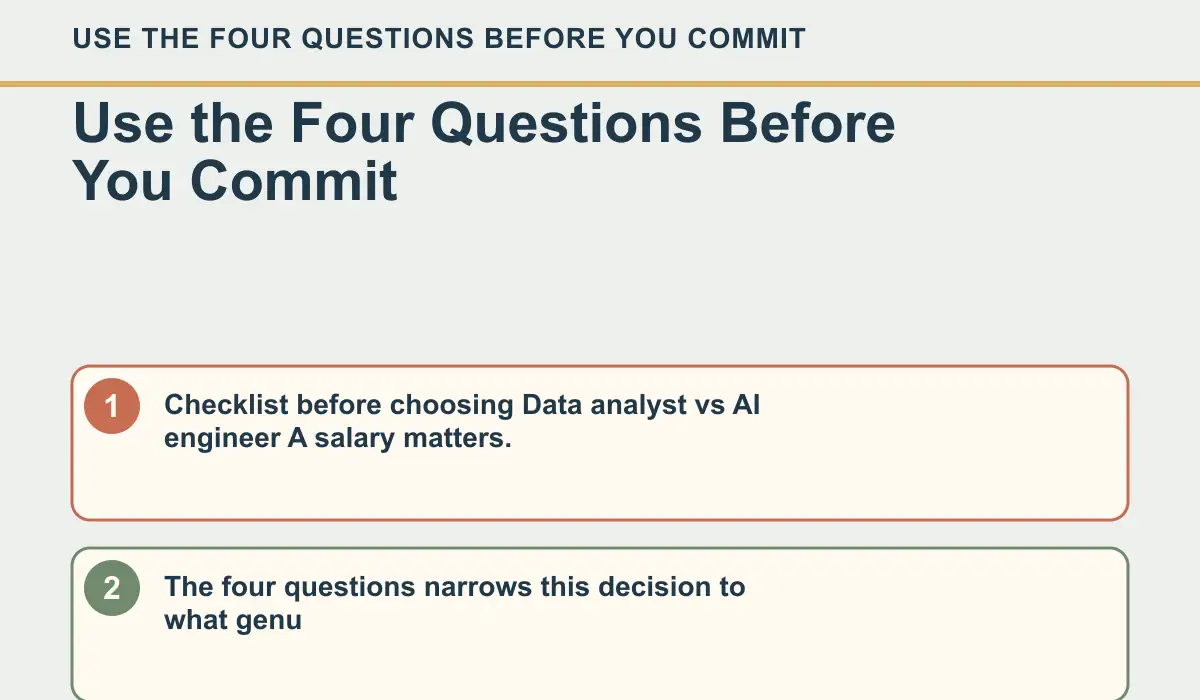 USE THE FOUR QUESTIONS BEFORE YOU COMMIT
Use the Four Questions Before
You Commit
1
Checklist before choosing Data analyst vs AI
engineer A salary matters.
2
The four questions narrows this decision to
what genu